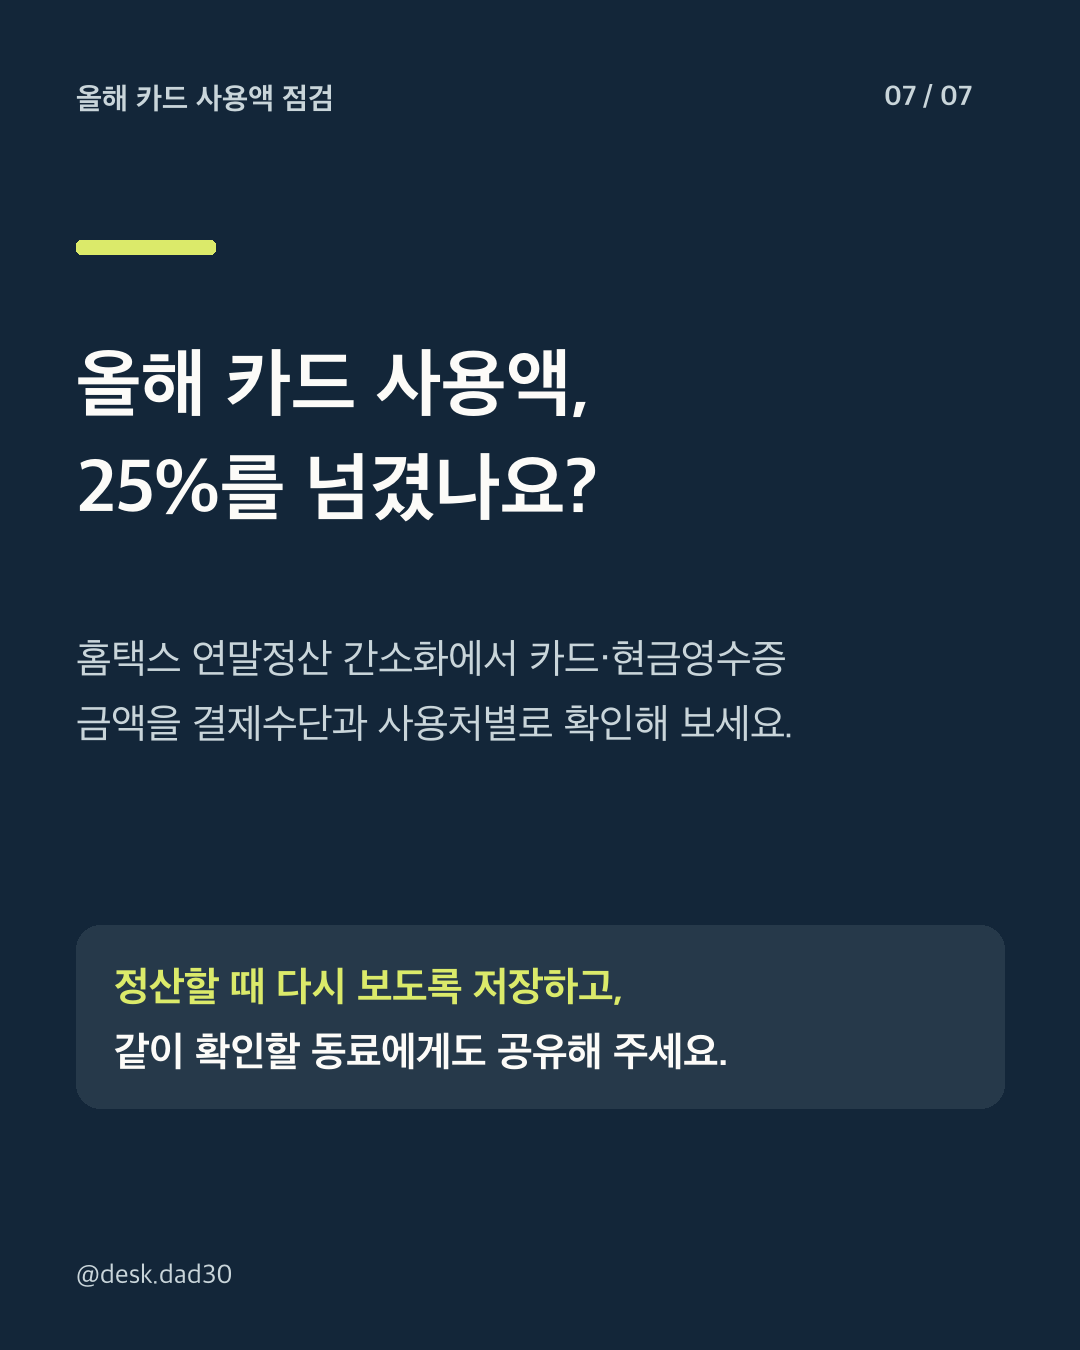 올해 카드 사용액 점검
07 / 07
올해 카드 사용액,
25%를 넘겼나요?
홈택스 연말정산 간소화에서 카드·현금영수증
금액을 결제수단과 사용처별로 확인해 보세요.
정산할 때 다시 보도록 저장하고,
같이 확인할 동료에게도 공유해 주세요.
@desk.dad30